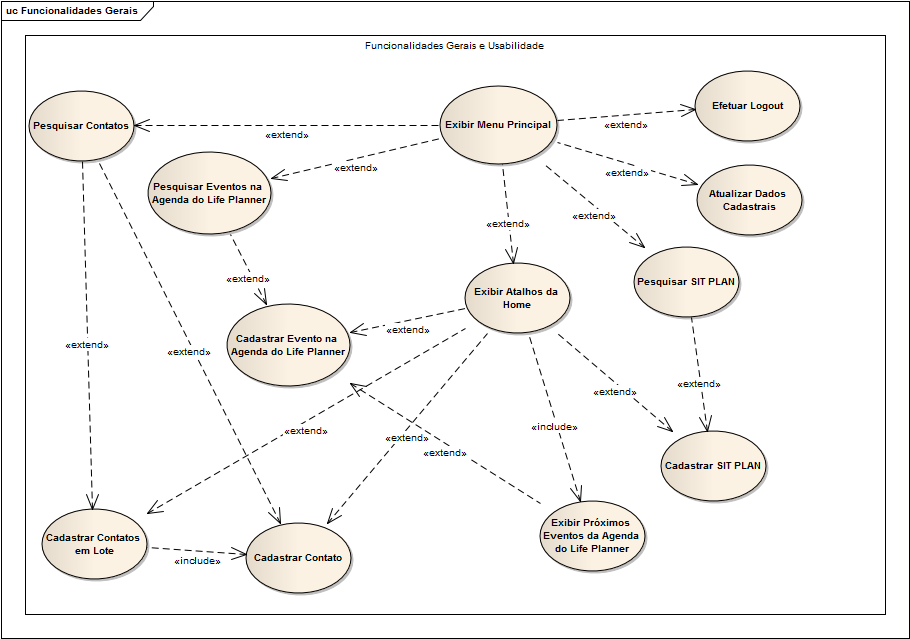 uc Funcionalidades Gerais
Funcionalidades Gerais e Usabilidade
Pesquisar Contatos
Exibir Menu Principal
Efetuar Logout
«extend»
«extend»
«extend»
Pesquisar Eventos na
Agenda do Life Planner
«extend»
Atualizar Dados
Cadastrais
«extend»
«extend»
Pesquisar SIT PLAN
«extend»
Exibir Atalhos da
Home
Cadastrar Evento na
Agenda do Life Planner
«extend»
«extend»
«extend»
«extend»
«extend»
«extend»
«include»
«extend»
«extend»
«extend»
Cadastrar SIT PLAN
Exibir Próximos
Eventos da Agenda
do Life Planner
Cadastrar Contatos
em Lote
«include»
Cadastrar Contato